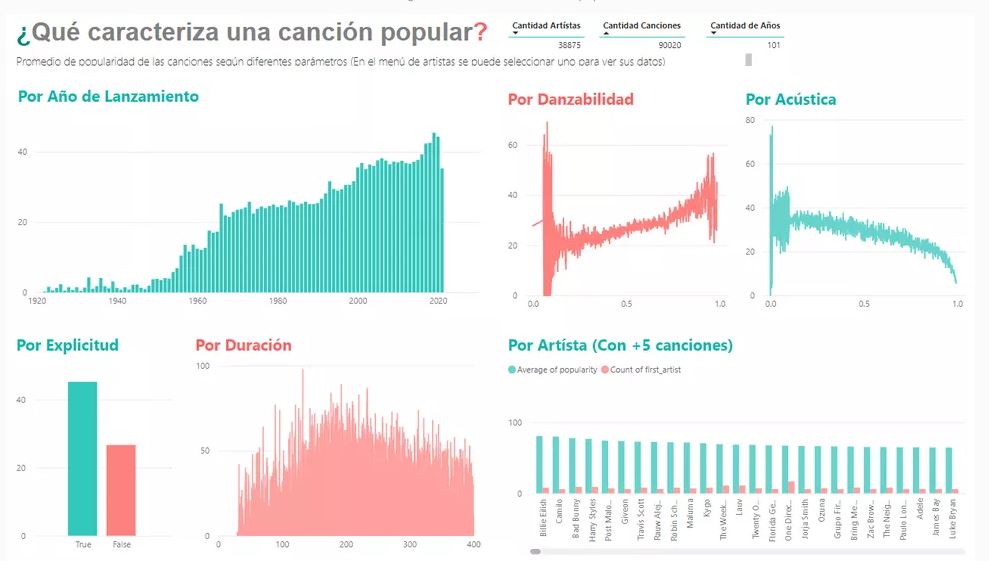 ¿Qué caracteriza una canción popular?
Cantidad Artístas
38875
Cantidad Canciones
90020
Cantidad de Años
101
Promedio de popularidad de las canciones según diferentes parámetros (En el menú de artistas se puede seleccionar uno para ver sus datos)
Por Año de Lanzamiento
40
20
0
1920
1940
1960
1980
2000
2020
Por Danzabilidad
60
40
20
0
0.0
0.5
1.0
Por Acústica
80
60
40
20
0
0.0
0.5
1.0
Por Explicitud
40
20
0
True
False
Por Duración
100
50
0
0
100
200
300
400
Por Artísta (Con +5 canciones)
Average of popularity
Count of first_artist
100
0
Billie Eilish
Camilo
Bad Bunny
Harry Styles
Post Malo...
Giveon
Travis Scott
Rauw Alej...
Robin Sch...
Maluma
Kygo
The Week...
Lauv
Twenty O...
Florida Ge...
One Direc...
Jorja Smith
Ozuna
Grupo Fir...
Bring Me...
Zac Brow...
The Neig...
Paulo Lon...
Adele
James Bay
Luke Bryan